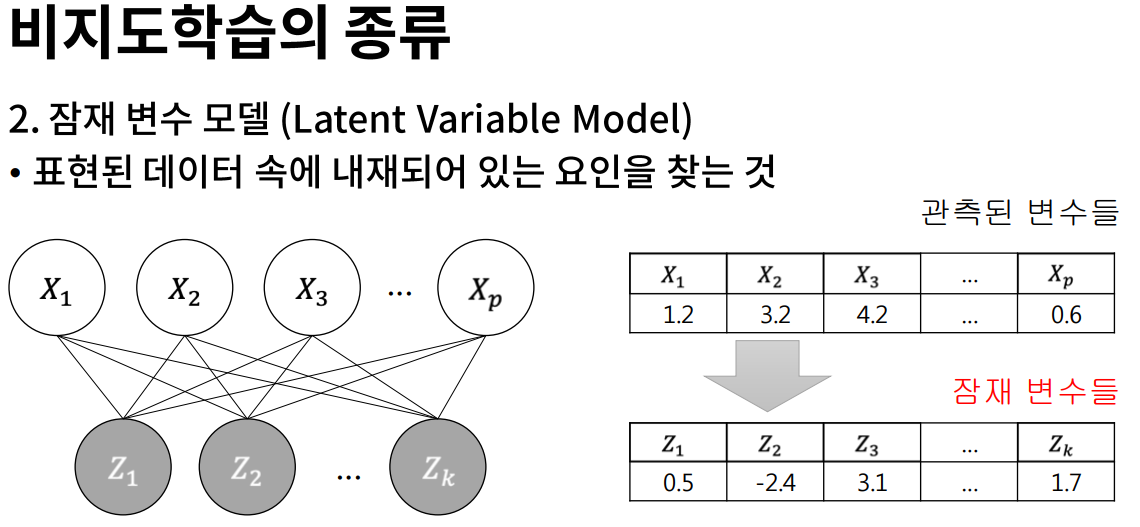 비지도학습의 종류
2. 잠재 변수 모델 (Latent Variable Model)
• 표현된 데이터 속에 내재되어 있는 요인을 찾는 것
관측된 변수들
X₁ X₂ X₃ ... Xₚ
X₁ X₂ X₃ ... Xₚ
1.2 3.2 4.2 ... 0.6
잠재 변수들
Z₁ Z₂ ... Zₖ
Z₁ Z₂ Z₃ ... Zₖ
0.5 -2.4 3.1 ... 1.7